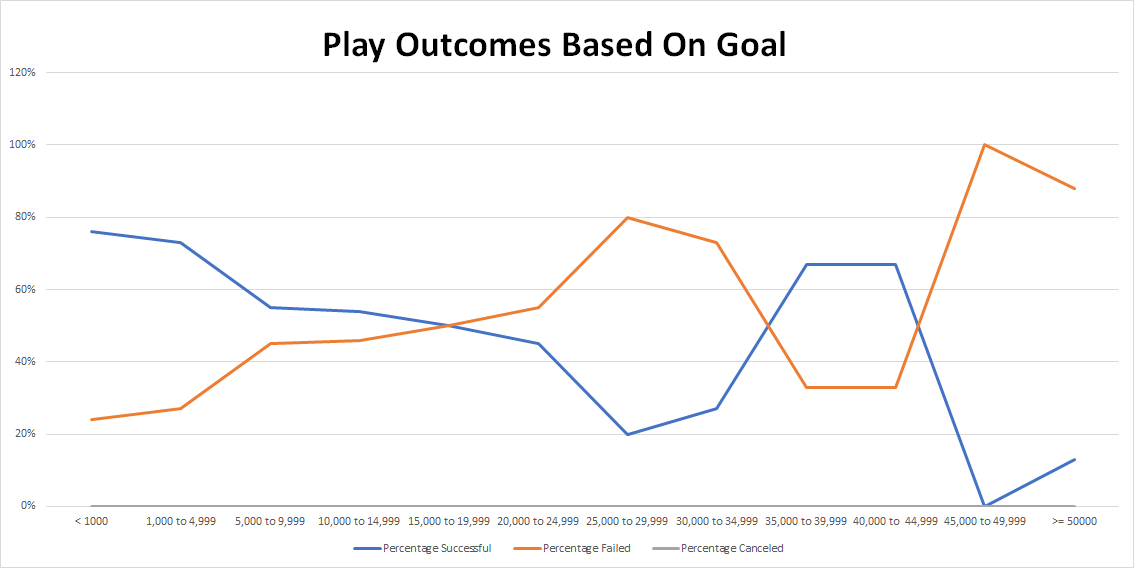 Play Outcomes Based On Goal
120%
100%
80%
60%
40%
20%
0%
< 1000 1,000 to 4,999 5,000 to 9,999 10,000 to 14,999 15,000 to 19,999 20,000 to 24,999 25,000 to 29,999 30,000 to 34,999 35,000 to 39,999 40,000 to 44,999 45,000 to 49,999 >= 50000
Percentage Successful Percentage Failed Percentage Canceled